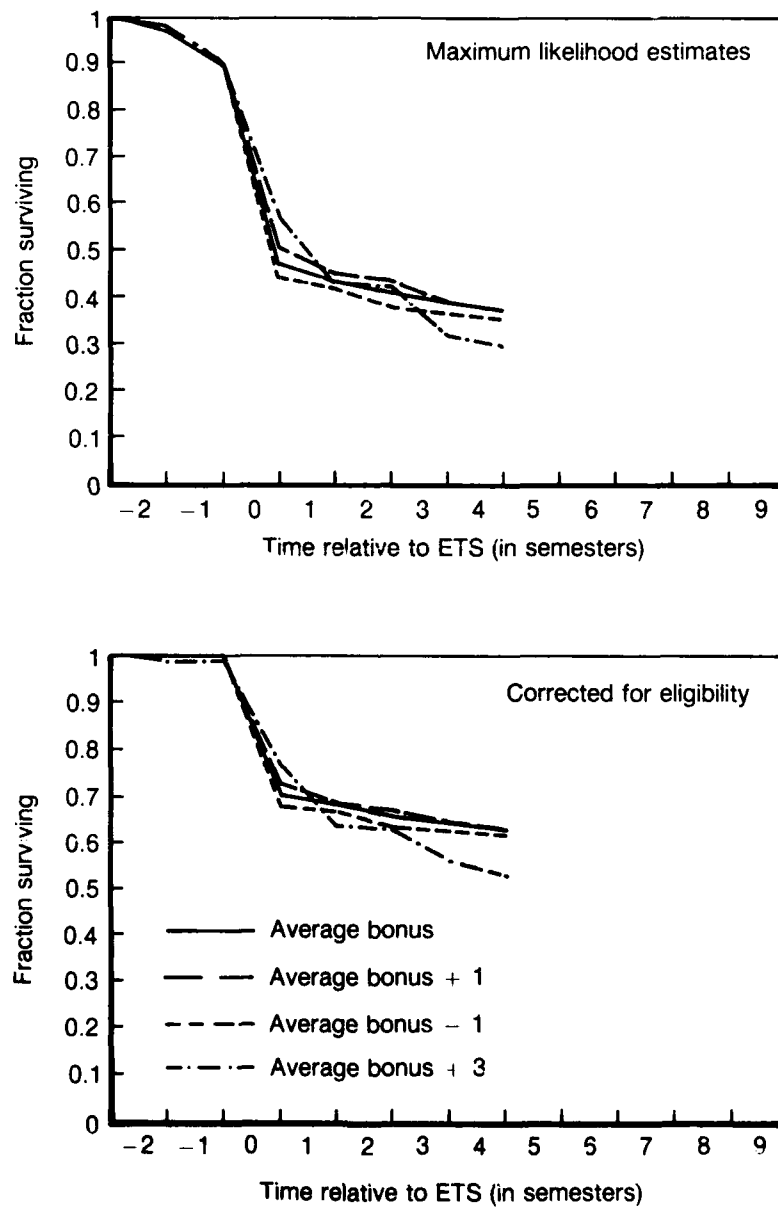 Maximum likelihood estimates
Fraction surviving
1
0.9
0.8
0.7
0.6
0.5
0.4
0.3
0.2
0.1
0
−2 −1 0 1 2 3 4 5 6 7 8 9
Time relative to ETS (in semesters)
Corrected for eligibility
Fraction surviving
1
0.9
0.8
0.7
0.6
0.5
0.4
0.3
0.2
0.1
0
Average bonus
Average bonus + 1
Average bonus − 1
Average bonus + 3
−2 −1 0 1 2 3 4 5 6 7 8 9
Time relative to ETS (in semesters)